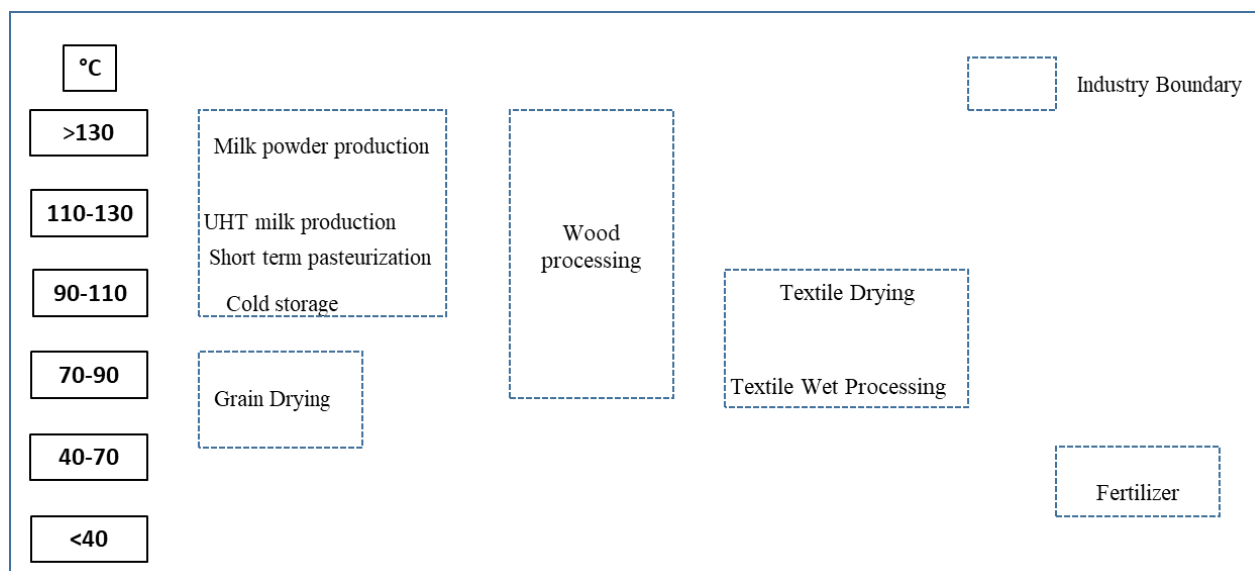 °C
Industry Boundary
>130
Milk powder production
110-130
UHT milk production
Short term pasteurization
Wood
processing
90-110
Cold storage
Textile Drying
70-90
Grain Drying
Textile Wet Processing
40-70
Fertilizer
<40